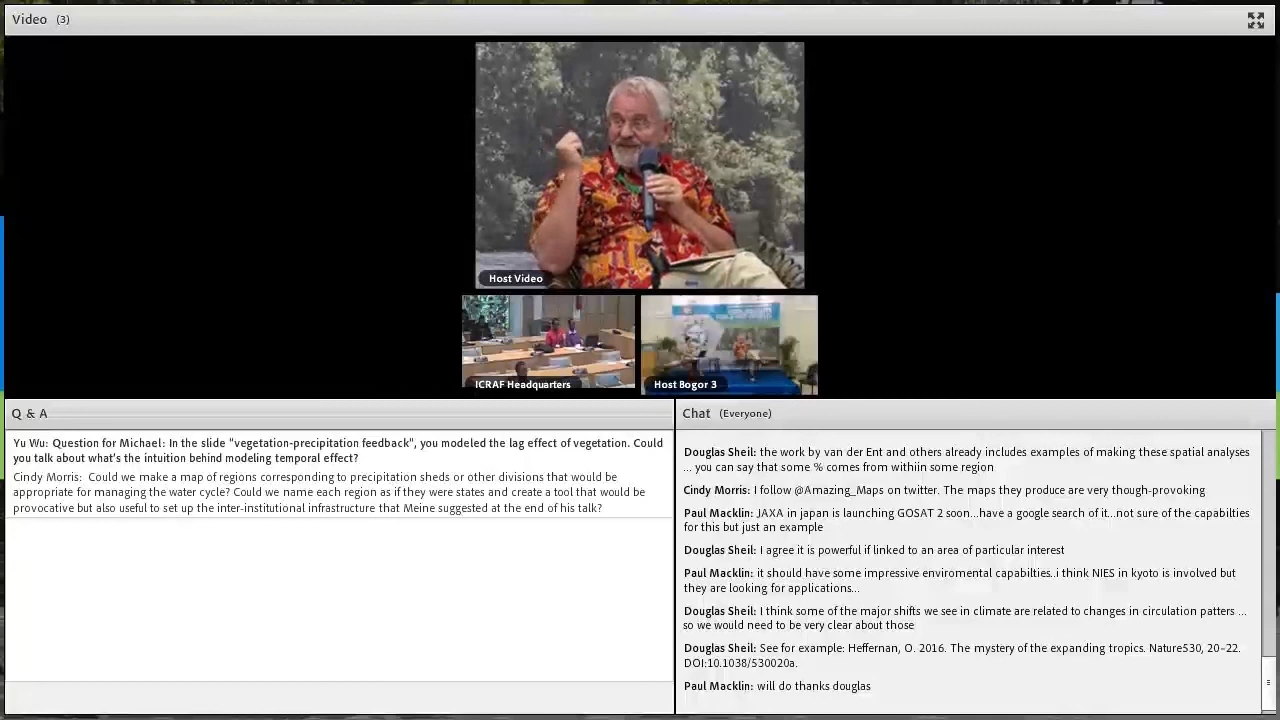 Video (3)
Host Video
ICRAF Headquarters
Host Bogor 3
Q & A
Yu Wu: Question for Michael: In the slide "vegetation-precipitation feedback", you modeled the lag effect of vegetation. Could
you talk about what's the intuition behind modeling temporal effect?
Cindy Morris: Could we make a map of regions corresponding to precipitation sheds or other divisions that would be
appropriate for managing the water cycle? Could we name each region as if they were states and create a tool that would be
provocative but also useful to set up the inter-institutional infrastructure that Meine suggested at the end of his talk?
Chat (Everyone)
Douglas Sheil: the work by van der Ent and others already includes examples of making these spatial analyses
... you can say that some % comes from withiin some region
Cindy Morris: I follow @Amazing_Maps on twitter. The maps they produce are very though-provoking
Paul Macklin: JAXA in japan is launching GOSAT 2 soon...have a google search of it...not sure of the capabilties
for this but just an example
Douglas Sheil: I agree it is powerful if linked to an area of particular interest
Paul Macklin: it should have some impressive enviromental capabilties..i think NIES in kyoto is involved but
they are looking for applications...
Douglas Sheil: I think some of the major shifts we see in climate are related to changes in circulation patters ...
so we would need to be very clear about those
Douglas Sheil: See for example: Heffernan, O. 2016. The mystery of the expanding tropics. Nature530, 20-22.
DOI:10.1038/530020a.
Paul Macklin: will do thanks douglas